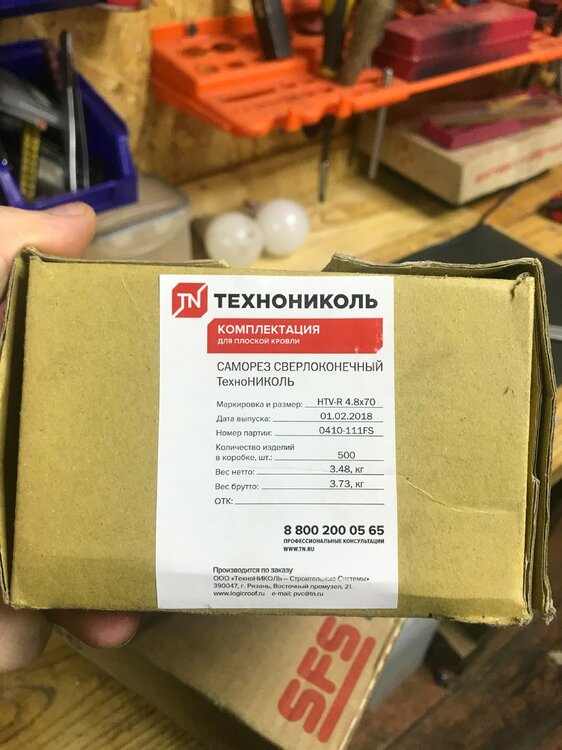 TN ТЕХНОНИКОЛЬ
КОМПЛЕКТАЦИЯ
ДЛЯ ПЛОСКОЙ КРОВЛИ
САМОРЕЗ СВЕРЛОКОНЕЧНЫЙ
ТехноНИКОЛЬ
Маркировка и размер: HTV-R 4.8x70
Дата выпуска: 01.02.2018
Номер партии: 0410-111FS
Количество изделий
в коробке, шт.: 500
Вес нетто: 3.48, кг
Вес брутто: 3.73, кг
ОТК:
8 800 200 05 65
ПРОФЕССИОНАЛЬНЫЕ КОНСУЛЬТАЦИИ
WWW.TN.RU
Производится по заказу
ООО «ТехноНИКОЛЬ – Строительные Системы»
390047, г. Рязань, Восточный промузел, 21.
www.logicroof.ru e-mail: pvc@tn.ru
SFS